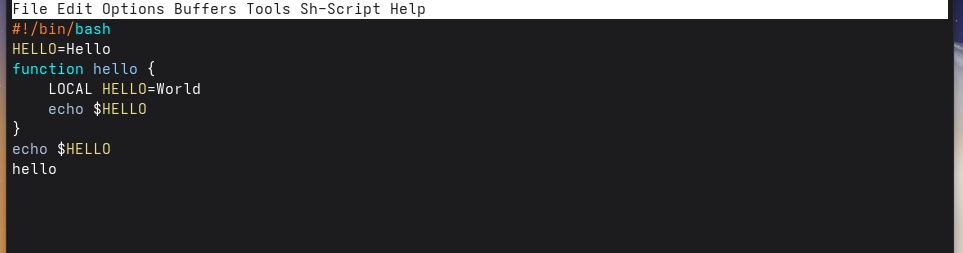 File Edit Options Buffers Tools Sh-Script Help
#!/bin/bash
HELLO=Hello
function hello {
    LOCAL HELLO=World
    echo $HELLO
}
echo $HELLO
hello